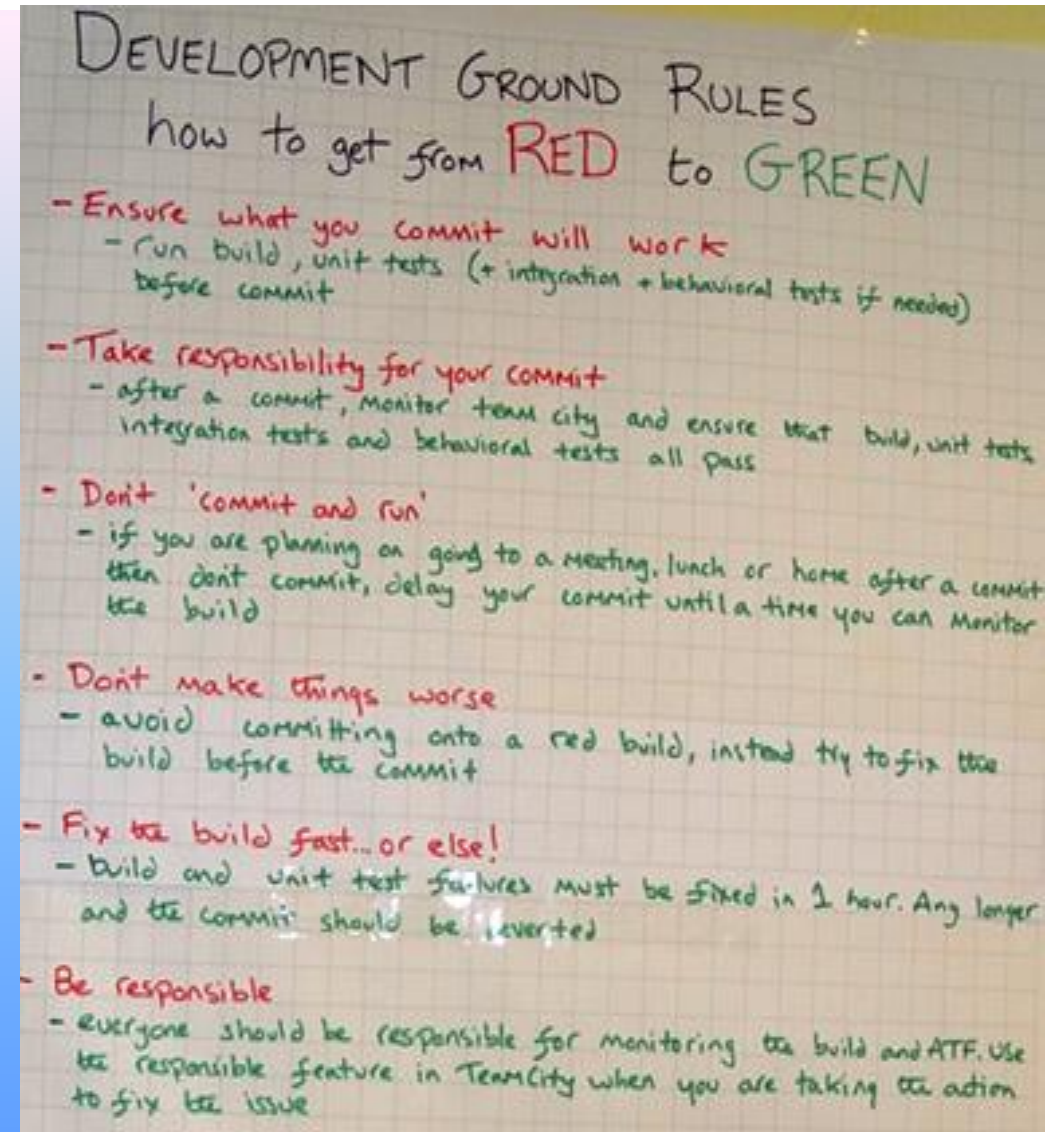 DEVELOPMENT GROUND RULES
how to get from RED to GREEN
- Ensure what you commit will work
- run build, unit tests (+ integration + behavioral tests if needed)
before commit
- Take responsibility for your commit
- after a commit, monitor team city and ensure that build, unit tests
integration tests and behavioral tests all pass
- Don't 'commit and run'
- if you are planning on going to a meeting, lunch or home after a commit
then don't commit, delay your commit until a time you can monitor
the build
- Don't make things worse
- avoid committing onto a red build, instead try to fix the
build before the commit
- Fix the build fast... or else!
- build and unit test failures must be fixed in 1 hour. Any longer
and the commit should be reverted
- Be responsible
- everyone should be responsible for monitoring the build and ATF. Use
the responsible feature in TeamCity when you are taking the action
to fix the issue